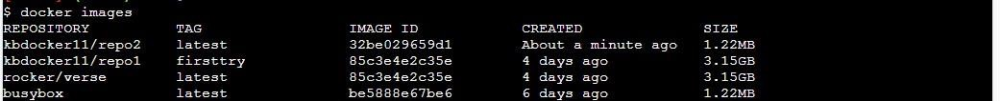 $ docker images
REPOSITORY TAG IMAGE ID CREATED SIZE
kbdocker11/repo2 latest 32be029659d1 About a minute ago 1.22MB
kbdocker11/repo1 firsttry 85c3e4e2c35e 4 days ago 3.15GB
rocker/verse latest 85c3e4e2c35e 4 days ago 3.15GB
busybox latest be5888e67be6 6 days ago 1.22MB